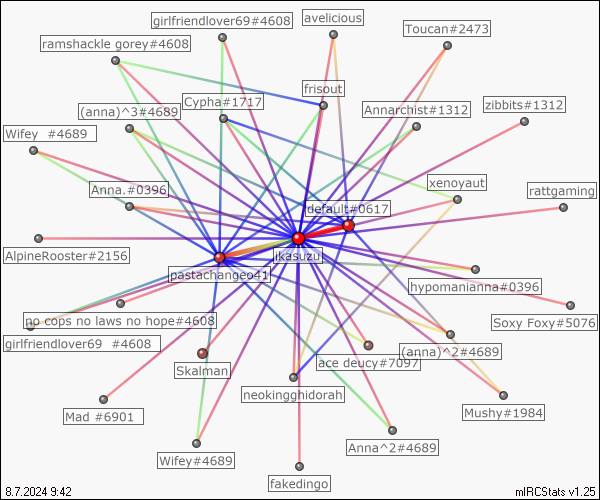 girlfriendlover69#4608
avelicious
Toucan#2473
ramshackle gorey#4608
frisout
Cypha#1717
(anna)^3#4689
Annarchist#1312
zibbits#1312
Wifey  #4689
Anna.#0396
xenoyaut
rattgaming
default#0617
AlpineRooster#2156
ikasuzu
pastachangeo41
hypomanianna#0396
no cops no laws no hope#4608
Soxy Foxy#5076
girlfriendlover69  #4608
(anna)^2#4689
ace deucy#7097
Skalman
neokingghidorah
Mad #6901
Mushy#1984
Anna^2#4689
Wifey#4689
fakedingo
8.7.2024 9:42
mIRCStats v1.25